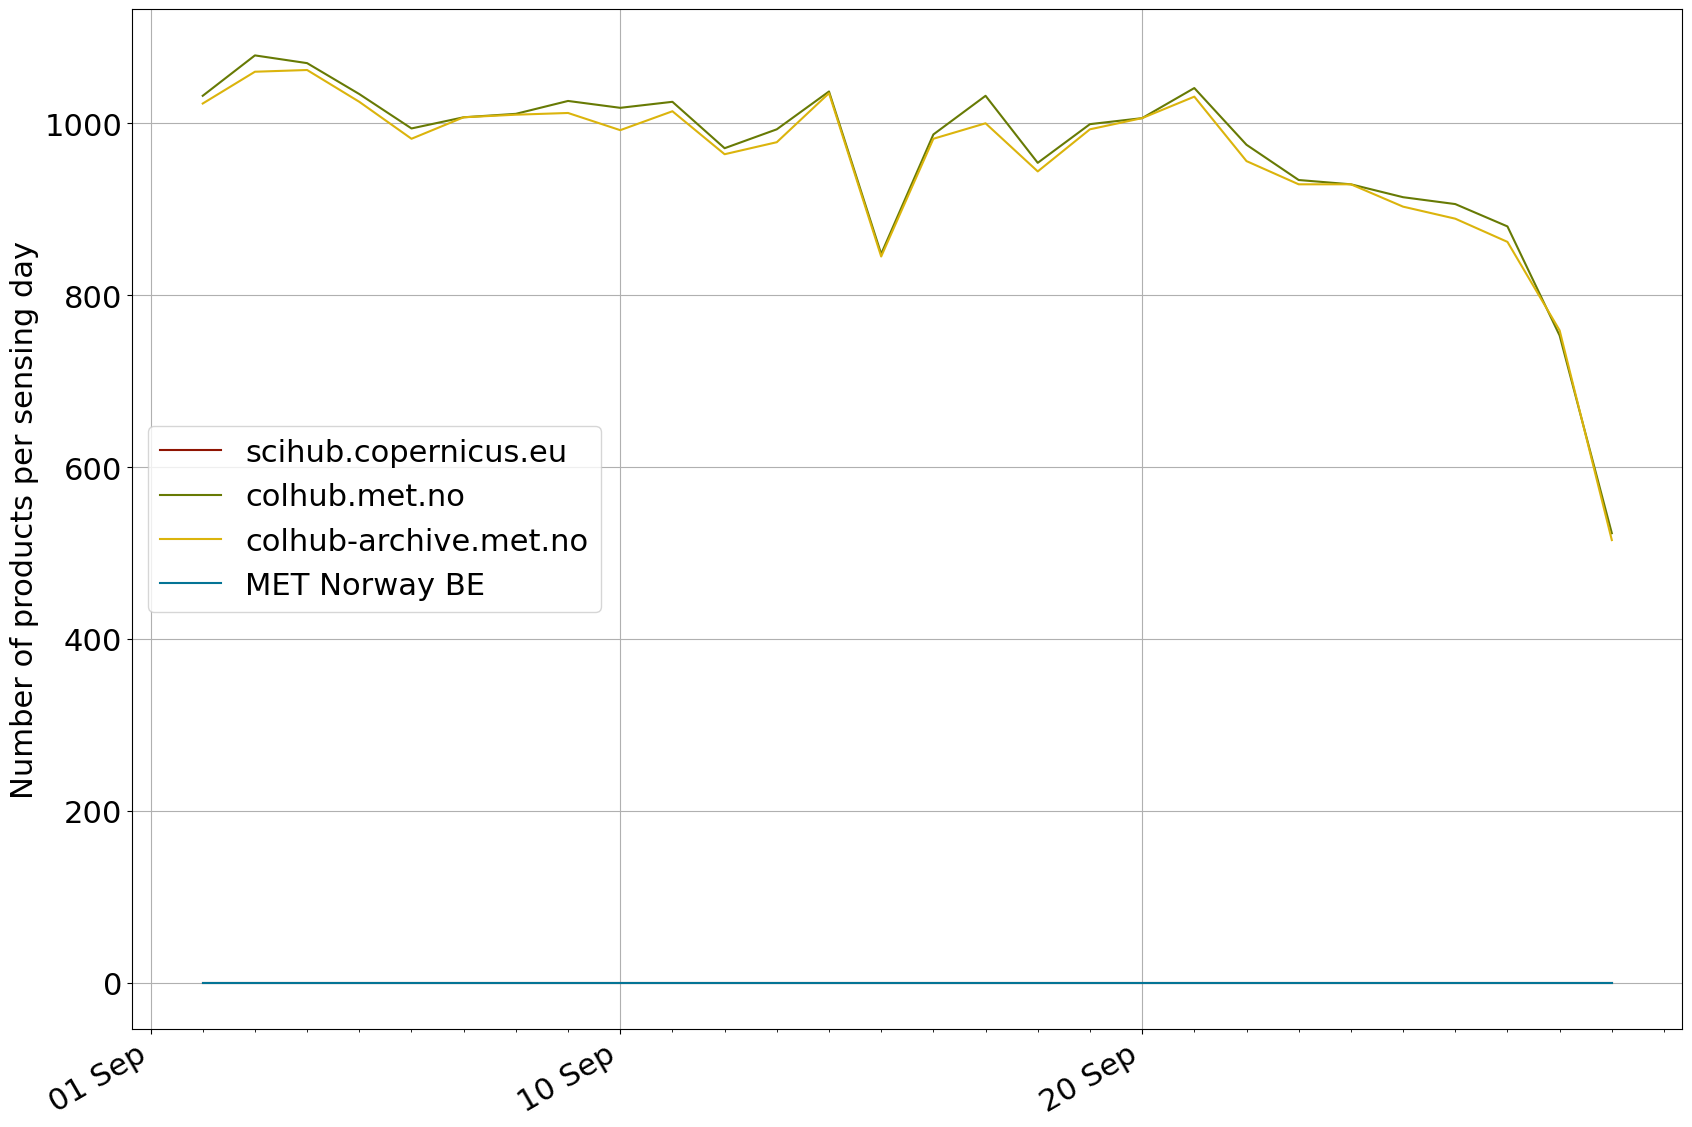 Number of products per sensing day
1000
800
600
400
200
0
scihub.copernicus.eu
colhub.met.no
colhub-archive.met.no
MET Norway BE
01 Sep
10 Sep
20 Sep